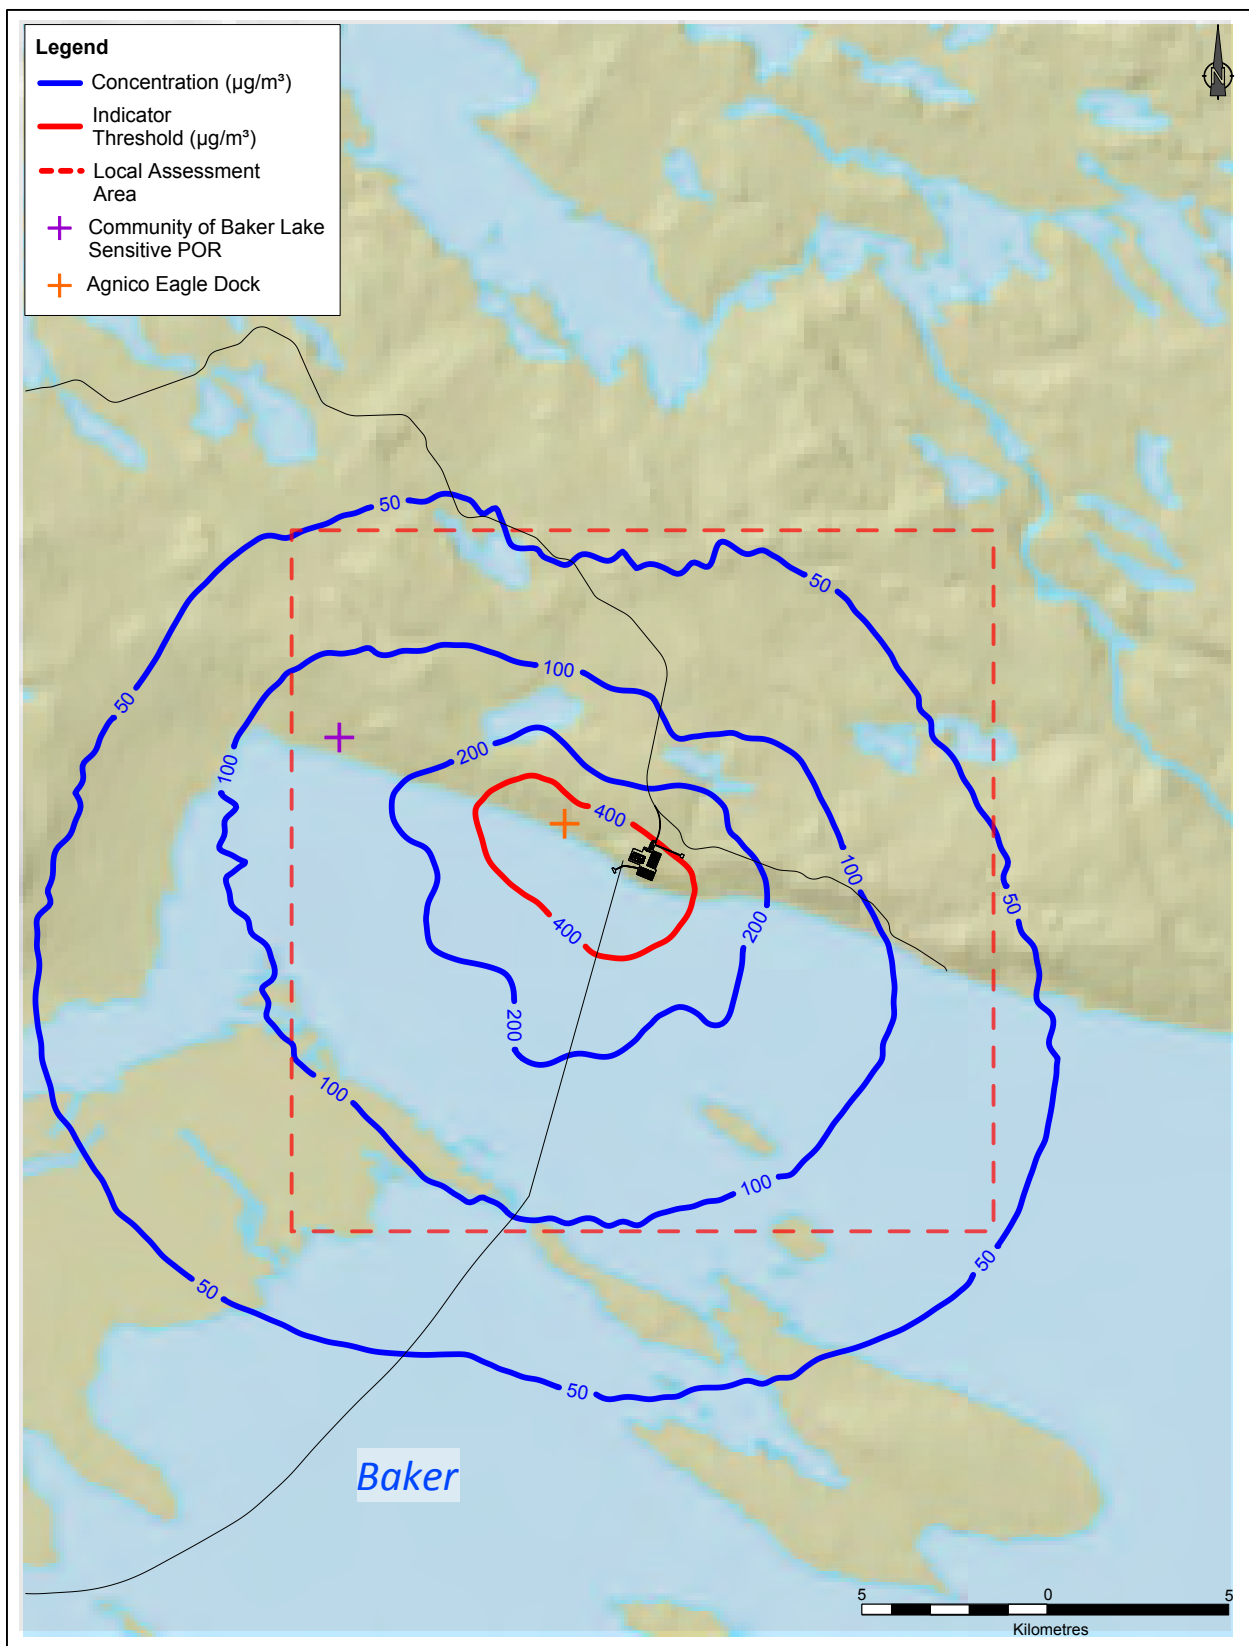 Legend
Concentration (µg/m³)
Indicator
Threshold (µg/m³)
Local Assessment
Area
Community of Baker Lake
Sensitive POR
Agnico Eagle Dock
N
50
50
50
100
100
200
400
100
50
200
400
200
100
100
50
50
50
Baker
5 0 5
Kilometres